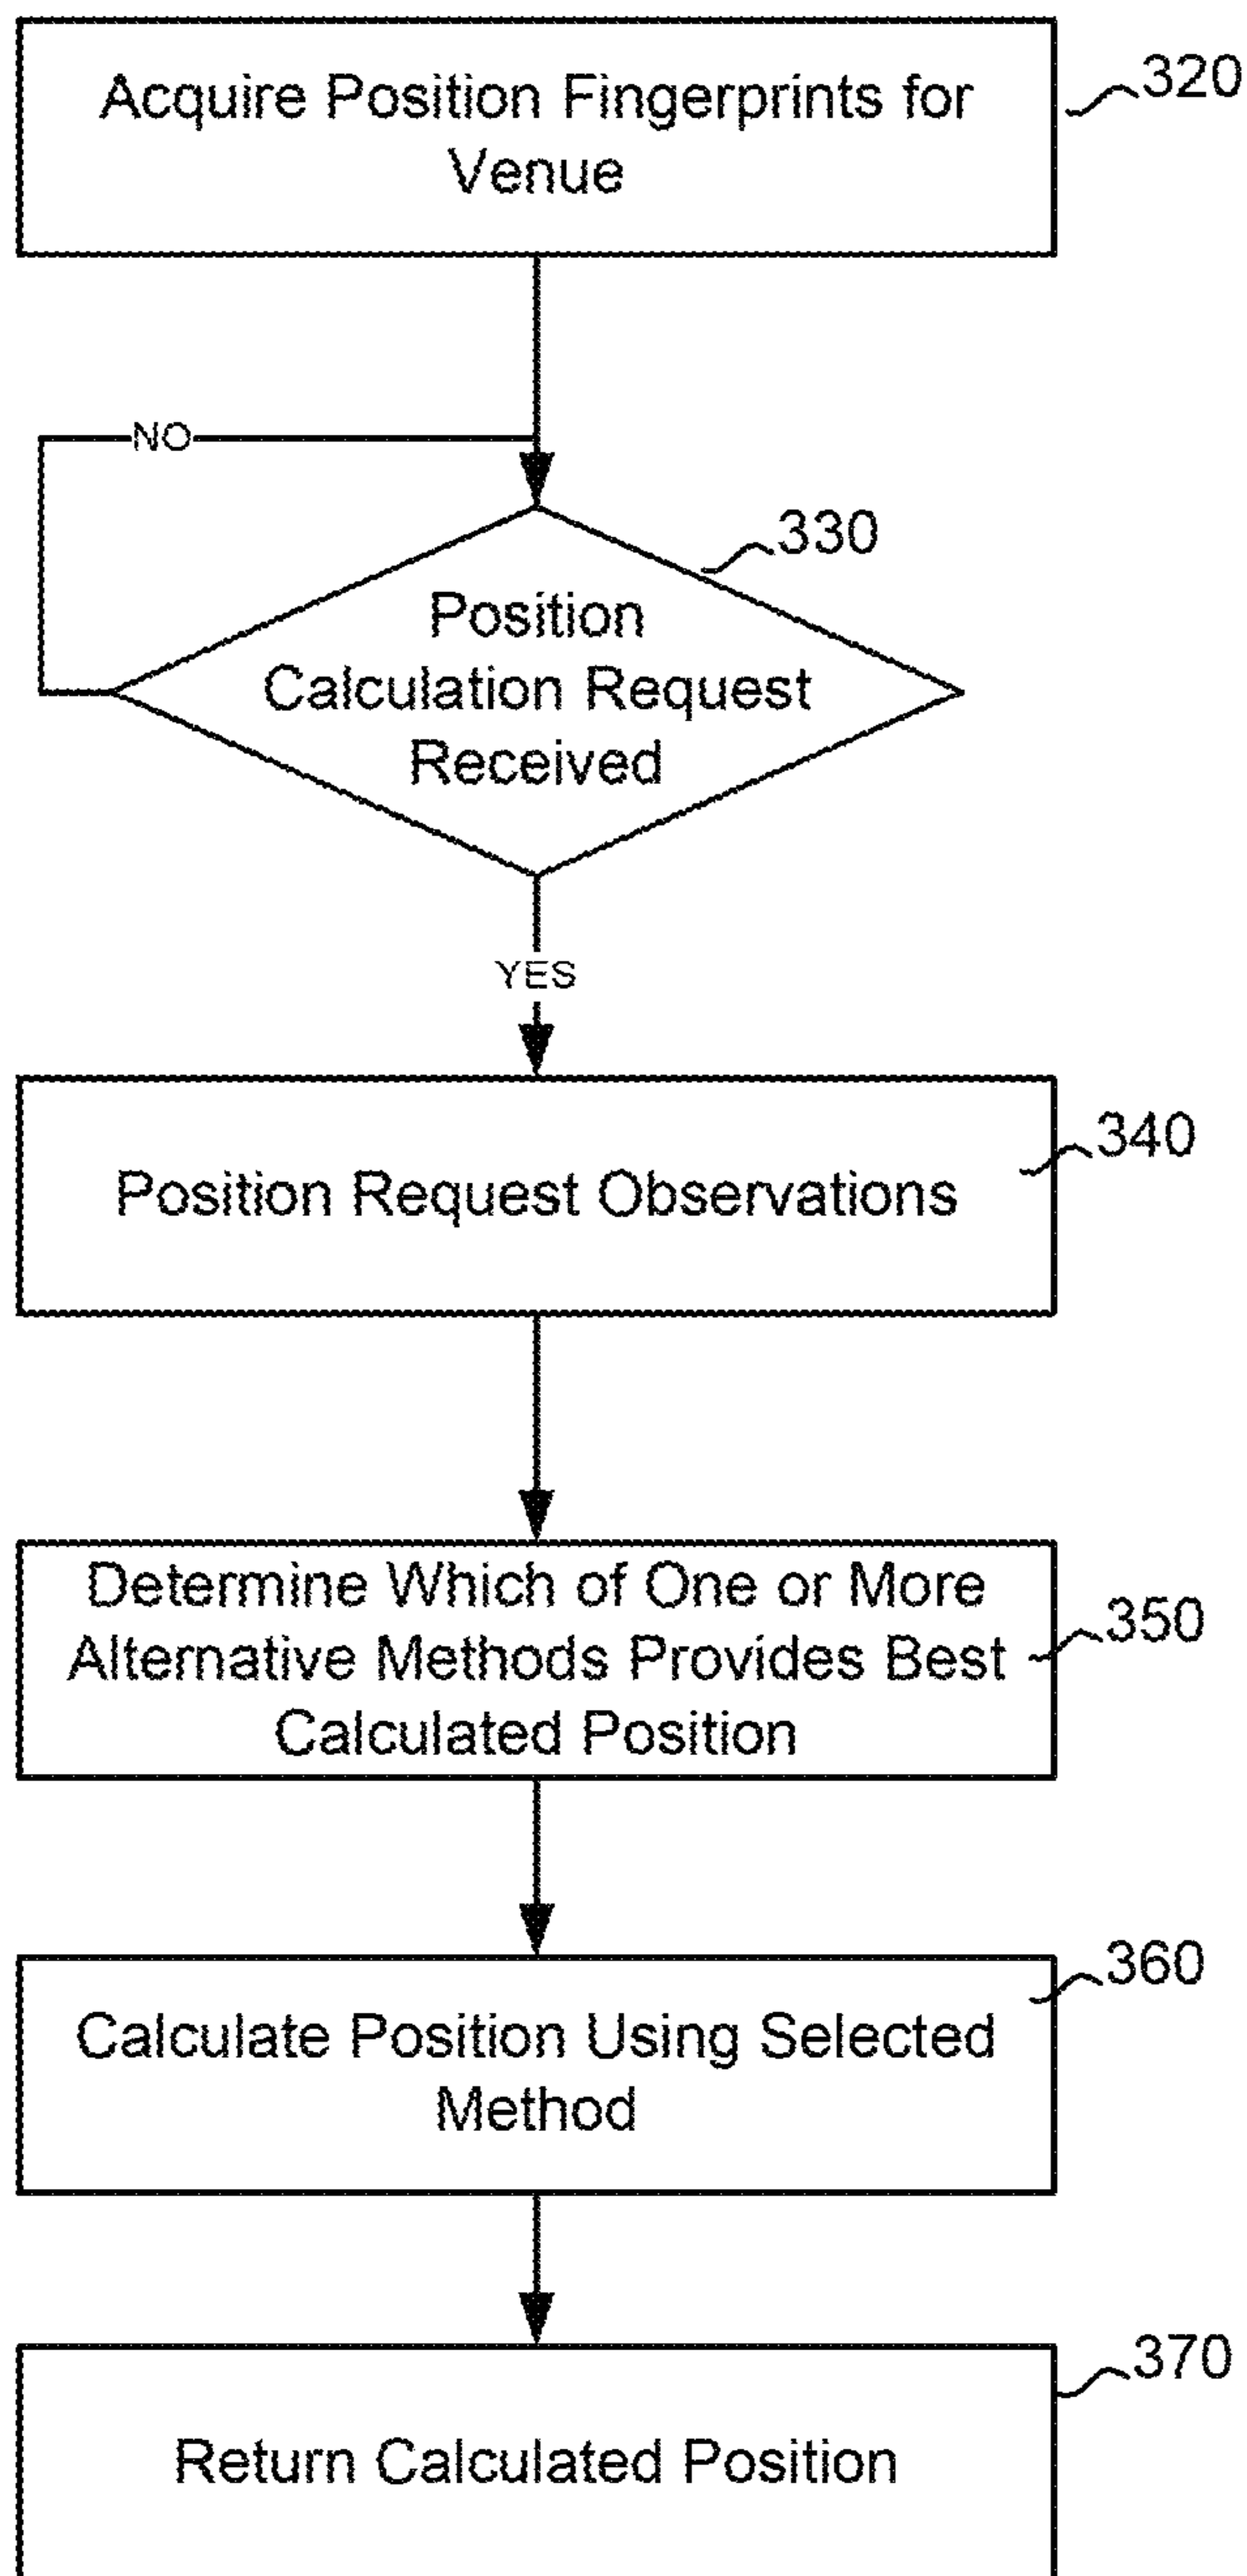 Acquire Position Fingerprints for
Venue
320
NO
330
Position
Calculation Request
Received
YES
340
Position Request Observations
Determine Which of One or More
Alternative Methods Provides Best
Calculated Position
350
360
Calculate Position Using Selected
Method
370
Return Calculated Position